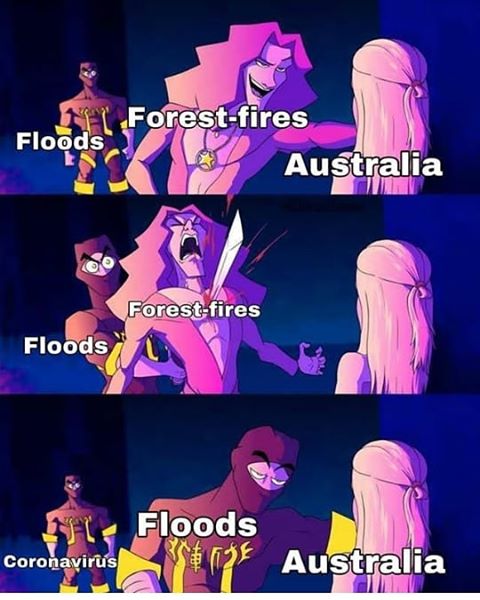 Forest-fires
Floods
Australia
Forest-fires
Floods
Floods
Coronavirus
Australia